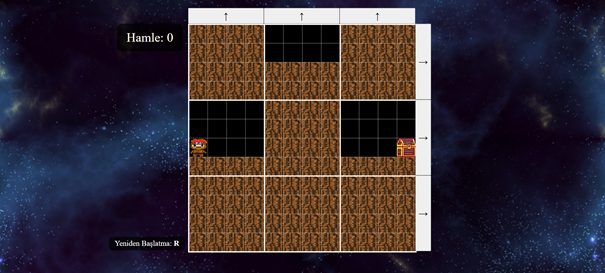 Hamle: 0
↑ ↑ ↑
→
→
→
Yeniden Başlatma: R